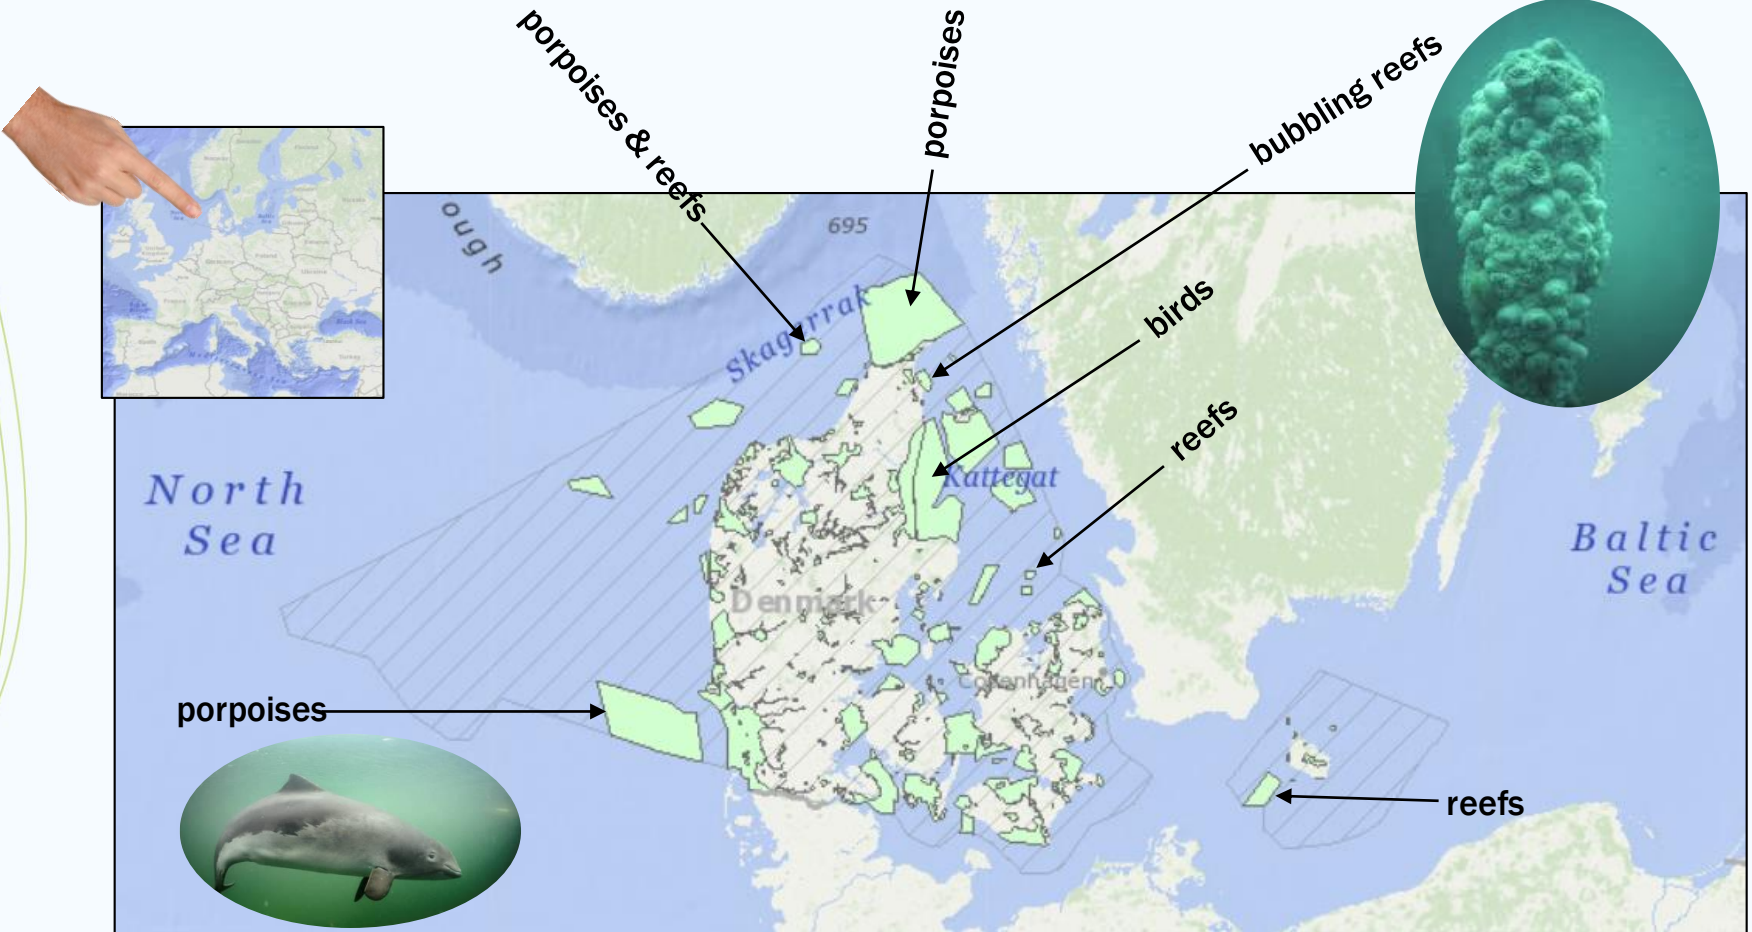 porpoises & reefs
porpoises
bubbling reefs
ough
695
birds
Skagerrak
reefs
North
Sea
Kattegat
Baltic
Sea
Denmark
Copenhagen
porpoises
reefs